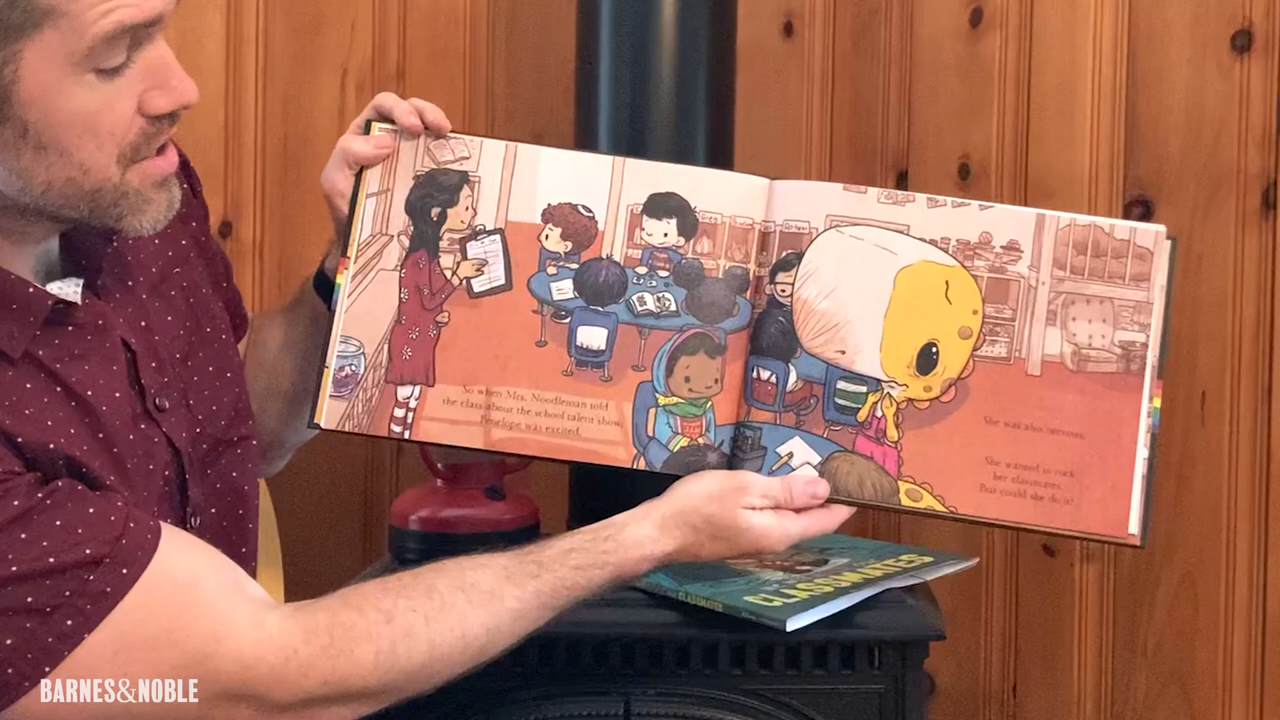 So when Mrs. Noodleman told
the class about the school talent show,
Penelope was excited.
She was also nervous.
She wanted to rock
her classmates.
But could she do it?
CLASSMATES
CLASSMATES
BARNES&NOBLE